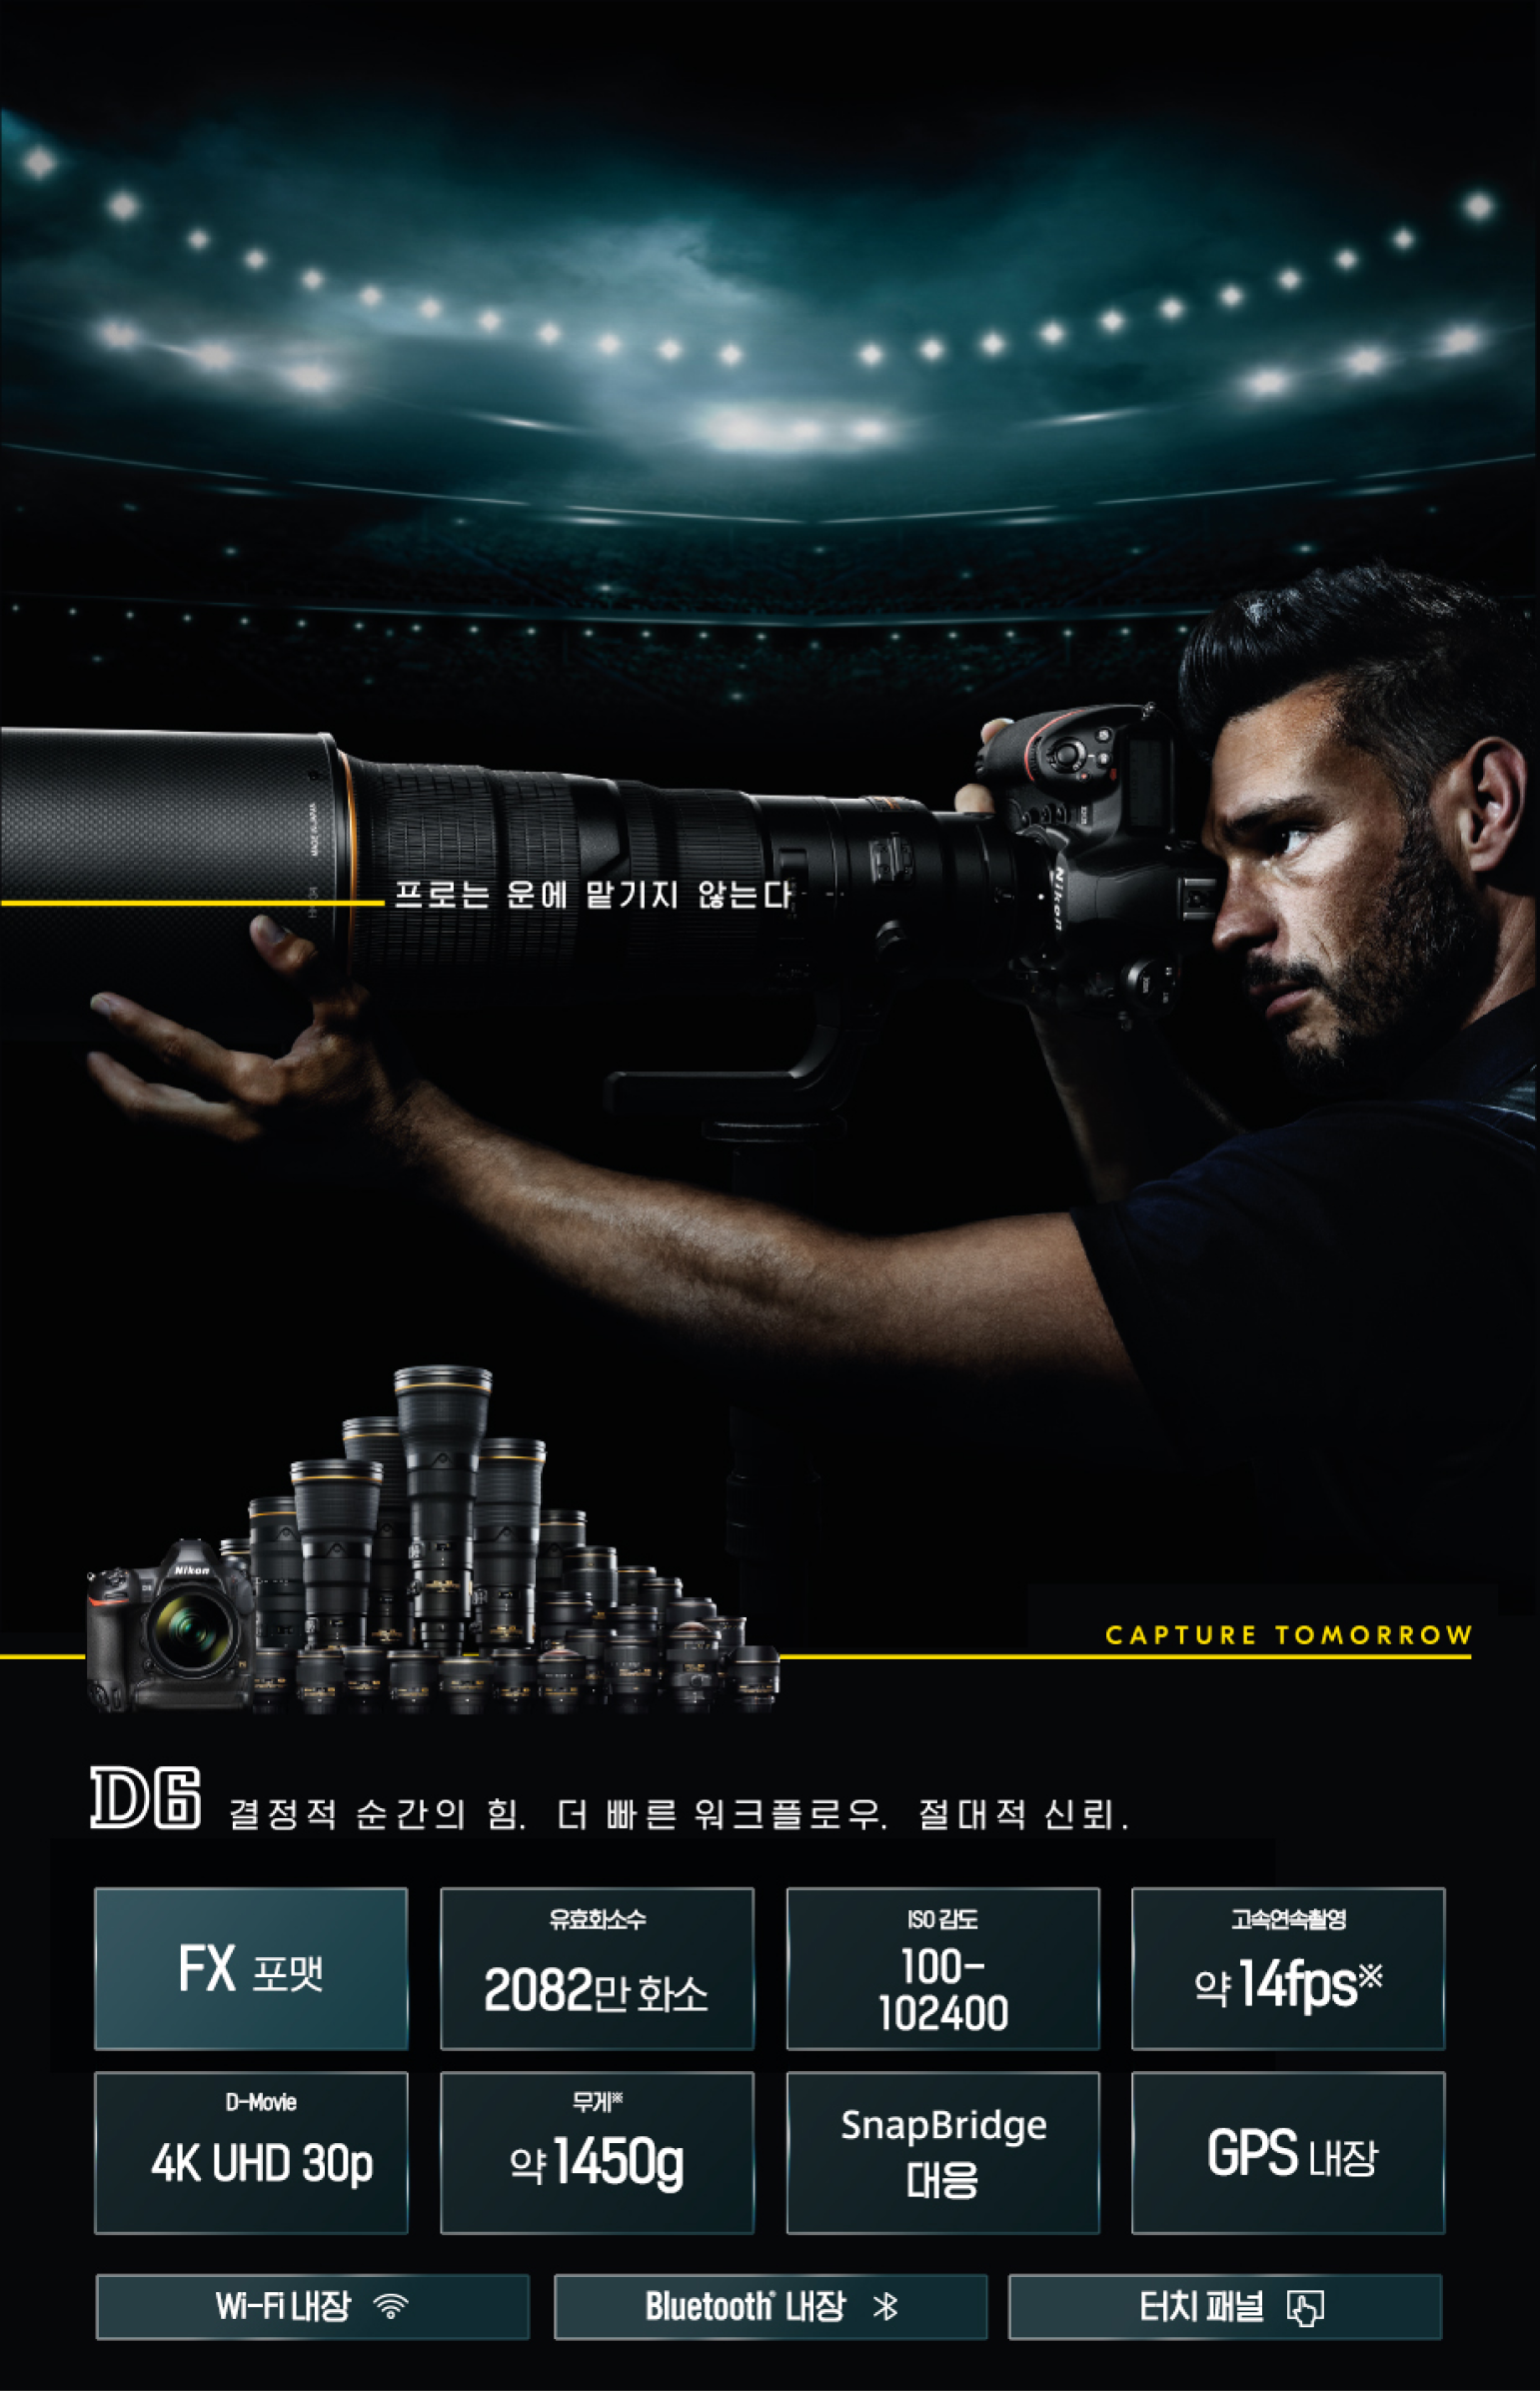 프로는 운에 맡기지 않는다
Nikon
Nikon
CAPTURE TOMORROW
D6 결정적 순간의 힘. 더 빠른 워크플로우. 절대적 신뢰.
FX 포맷
유효화소수
2082만 화소
ISO 감도
100-
102400
고속연속촬영
약 14fps※
D-Movie
4K UHD 30p
무게※
약 1450g
SnapBridge
대응
GPS 내장
Wi-Fi 내장
Bluetooth® 내장
터치 패널